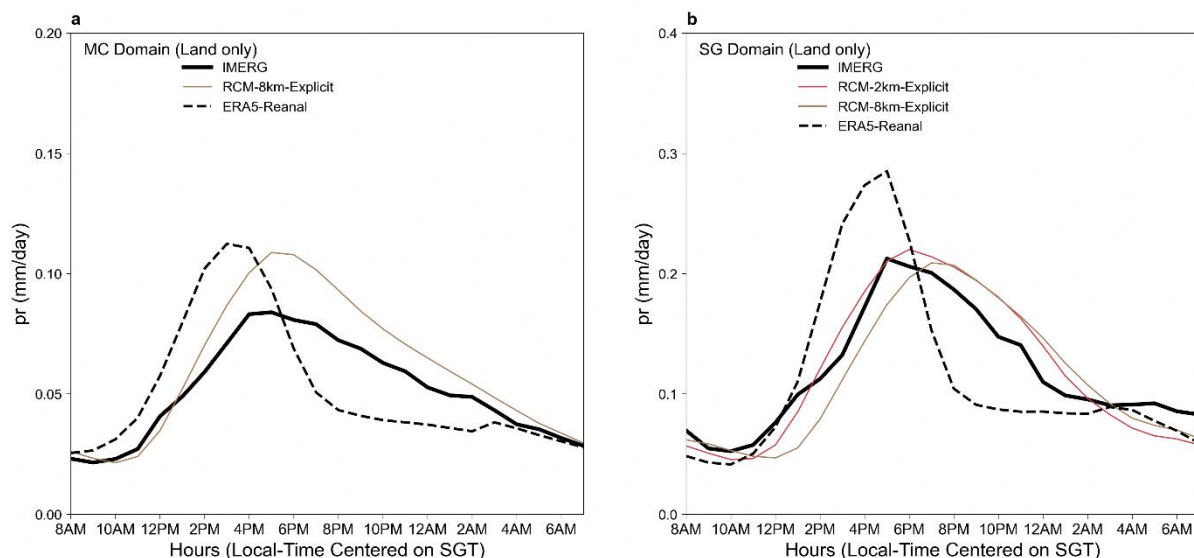 a
MC Domain (Land only)
IMERG
RCM-8km-Explicit
ERA5-Reanal
0.20
0.15
0.10
0.05
0.00
pr (mm/day)
8AM 10AM 12PM 2PM 4PM 6PM 8PM 10PM 12AM 2AM 4AM 6AM
Hours (Local-Time Centered on SGT)
b
SG Domain (Land only)
IMERG
RCM-2km-Explicit
RCM-8km-Explicit
ERA5-Reanal
0.4
0.3
0.2
0.1
0.0
pr (mm/day)
8AM 10AM 12PM 2PM 4PM 6PM 8PM 10PM 12AM 2AM 4AM 6AM
Hours (Local-Time Centered on SGT)